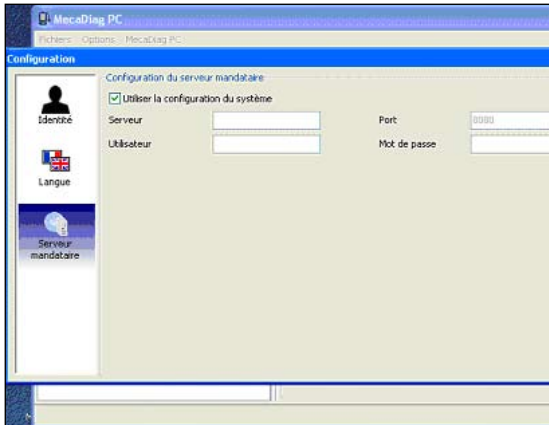 MecaDiag PC
Fichiers Options MecaDiag PC
Configuration
Configuration du serveur mandataire
Utiliser la configuration du système
Identité
Serveur Port 8080
Utilisateur Mot de passe
Langue
Serveur
mandataire